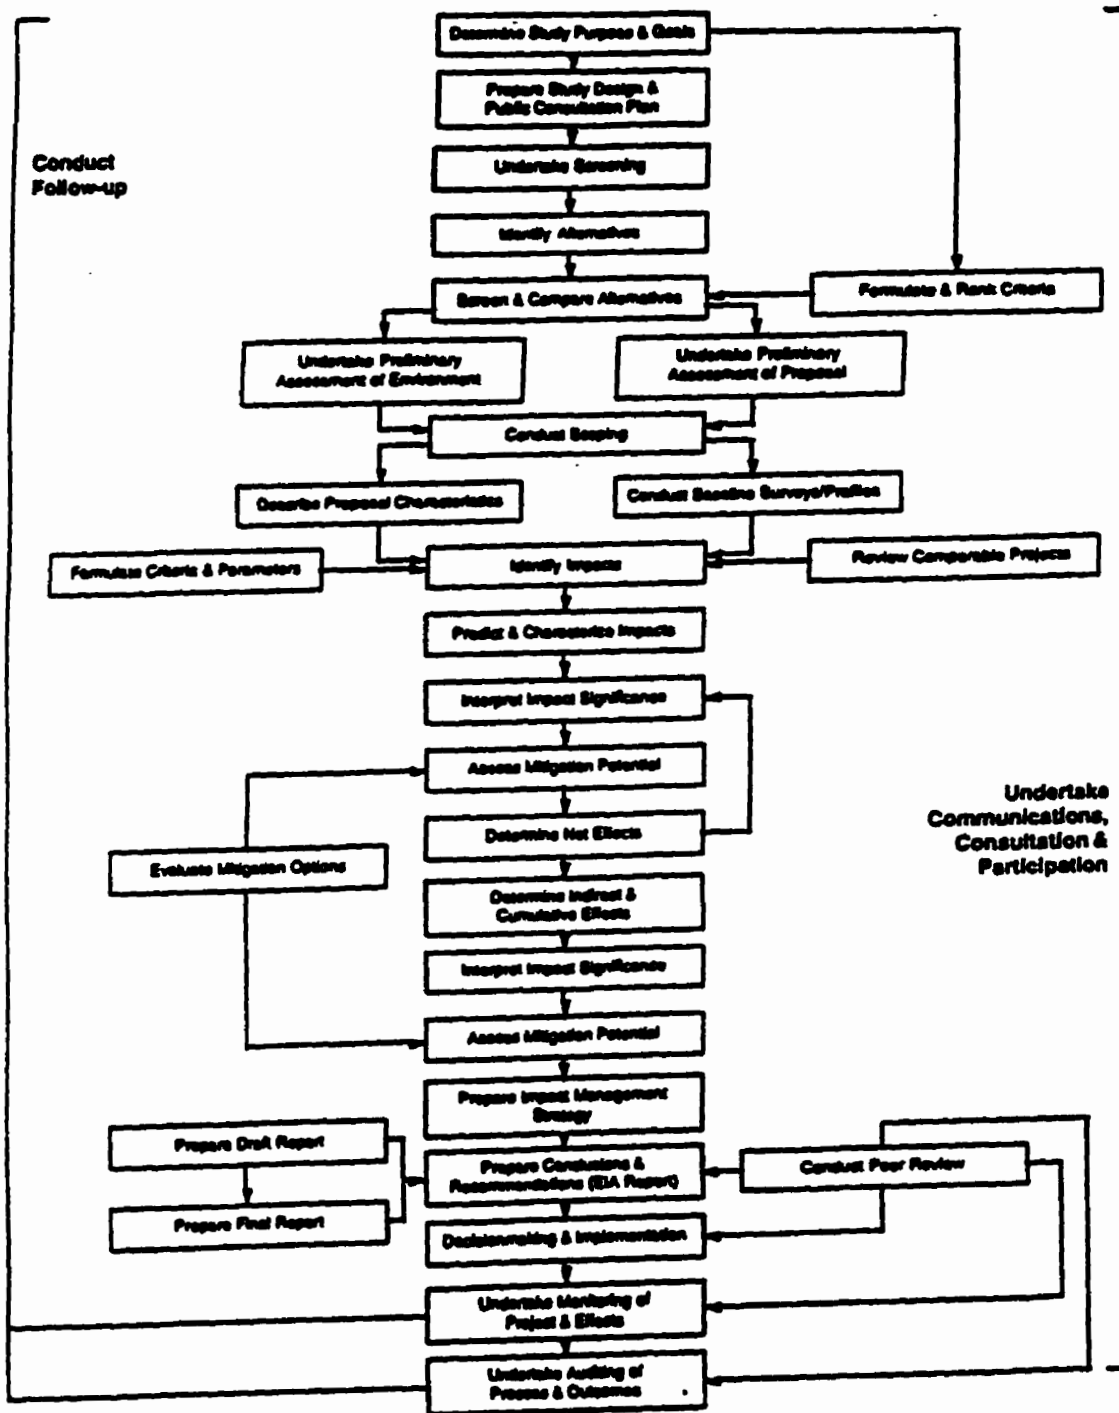 Determine Study Purpose & Goals
Prepare Study Design &
Public Consultation Plan
Conduct
Follow-up
Undertake Screening
Identify Alternatives
Screen & Compare Alternatives
Formulate & Rank Criteria
Undertake Preliminary
Assessment of Environment
Undertake Preliminary
Assessment of Proposal
Conduct Scoping
Describe Proposal Characteristics
Conduct Baseline Surveys/Profiles
Formulate Criteria & Parameters
Identify Impacts
Review Comparable Projects
Predict & Characterize Impacts
Interpret Impact Significance
Assess Mitigation Potential
Undertake
Communications,
Consultation &
Participation
Determine Net Effects
Evaluate Mitigation Options
Determine Indirect &
Cumulative Effects
Interpret Impact Significance
Assess Mitigation Potential
Prepare Impact Management
Strategy
Prepare Draft Report
Prepare Conclusions &
Recommendations (EIA Report)
Conduct Peer Review
Prepare Final Report
Decisionmaking & Implementation
Undertake Monitoring of
Project & Effects
Undertake Auditing of
Process & Outcomes